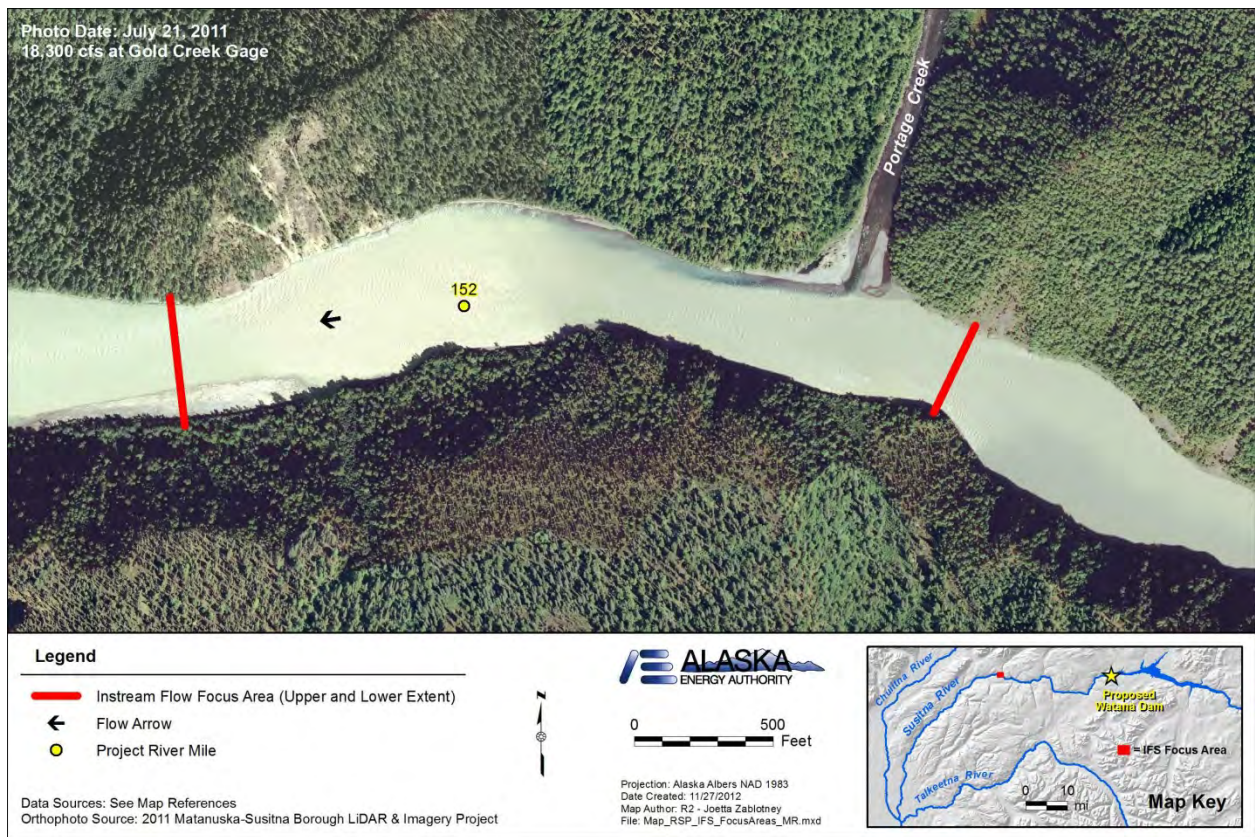 Photo Date: July 21, 2011
18,300 cfs at Gold Creek Gage
Portage Creek
152
Legend
Instream Flow Focus Area (Upper and Lower Extent)
Flow Arrow
Project River Mile
Data Sources: See Map References
Orthophoto Source: 2011 Matanuska-Susitna Borough LiDAR & Imagery Project
N
ALASKA
ENERGY AUTHORITY
0 500
Feet
Projection: Alaska Albers NAD 1983
Date Created: 11/27/2012
Map Author: R2 - Joetta Zablotney
File: Map_RSP_IFS_FocusAreas_MR.mxd
Chulitna River
Susitna River
Talkeetna River
Proposed
Watana Dam
= IFS Focus Area
0 10
mi
Map Key